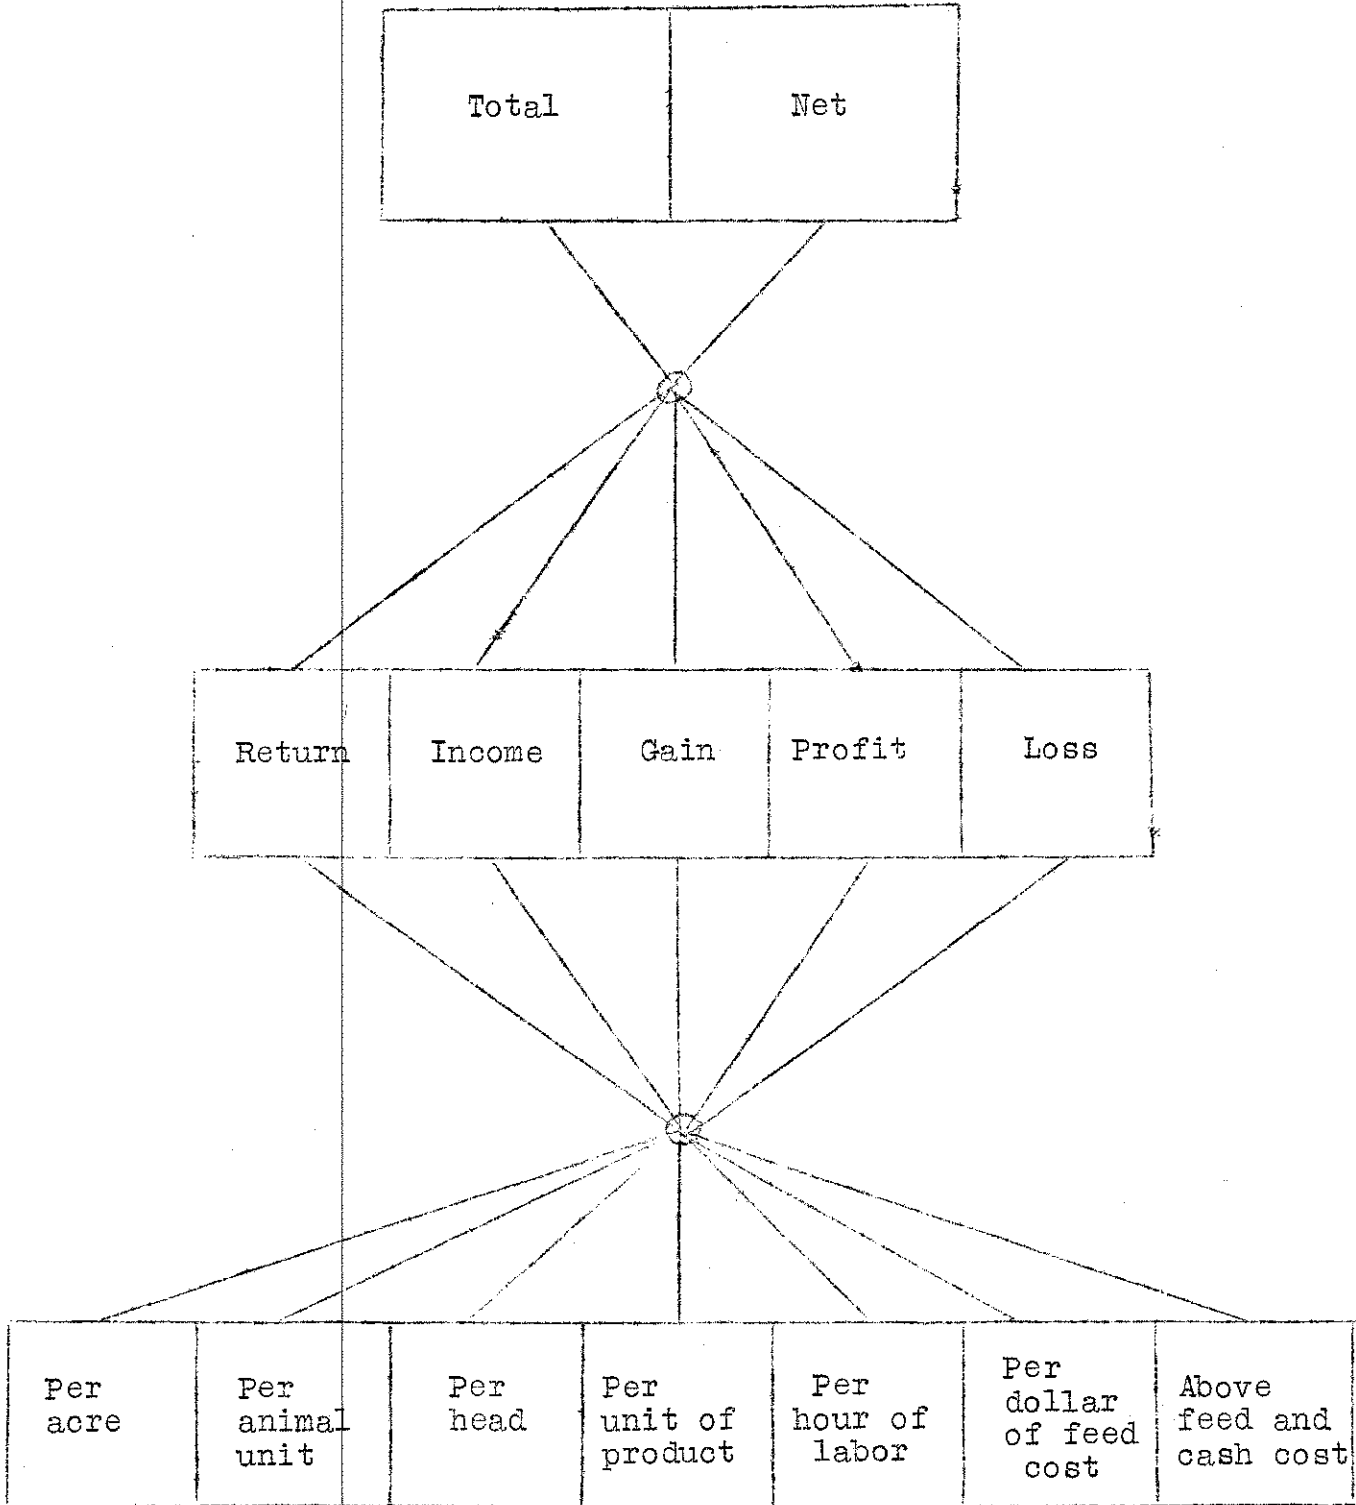 Total
Net
Return
Income
Gain
Profit
Loss
Per
acre
Per
animal
unit
Per
head
Per
unit of
product
Per
hour of
labor
Per
dollar
of feed
cost
Above
feed and
cash cost